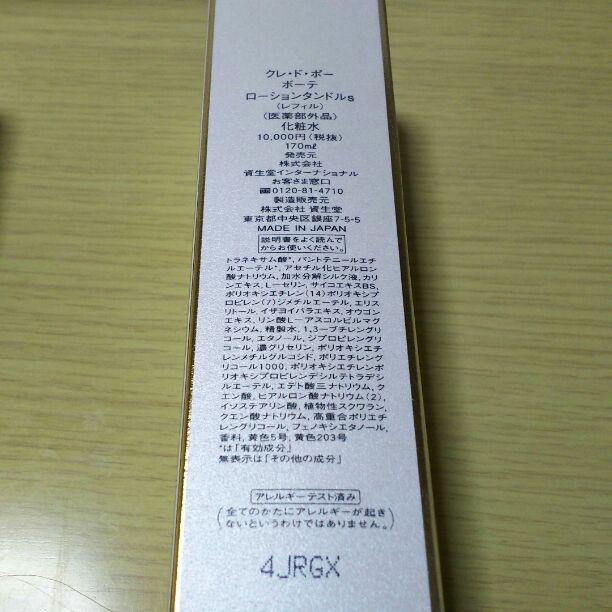 クレ・ド・ポー
ボーテ
ローションタンドルs
(レフィル)
(医薬部外品)
化粧水
10,000円(税抜)
170mℓ
発売元
株式会社
資生堂インターナショナル
お客さま窓口
0120-81-4710
製造販売元
株式会社 資生堂
東京都中央区銀座7-5-5
MADE IN JAPAN
説明書をよく読んで
からお使いください。
トラネキサム酸*, パントテニールエチ
ルエーテル*, アセチル化ヒアルロン
酸ナトリウム, 加水分解シルク液, カリ
ンエキス, L-セリン, サイコエキスBS,
ポリオキシエチレン(14)ポリオキシプ
ロピレン(7)ジメチルエーテル, エリス
リトール, イザヨイバラエキス, オウゴン
エキス, リン酸L-アスコルビルマグ
ネシウム, 精製水, 1,3-ブチレングリ
コール, エタノール, ジプロピレングリ
コール, 濃グリセリン, ポリオキシエチ
レンメチルグルコシド, ポリエチレング
リコール1000, ポリオキシエチレンポ
リオキシプロピレンデシルテトラデシ
ルエーテル, エデト酸三ナトリウム, ク
エン酸, ヒアルロン酸ナトリウム(2),
イソステアリン酸, 植物性スクワラン,
クエン酸ナトリウム, 高重合ポリエチ
レングリコール, フェノキシエタノール,
香料, 黄色5号, 黄色203号
*は「有効成分」
無表示は「その他の成分」
アレルギーテスト済み
(全てのかたにアレルギーが起き
ないというわけではありません。)
4JRGX